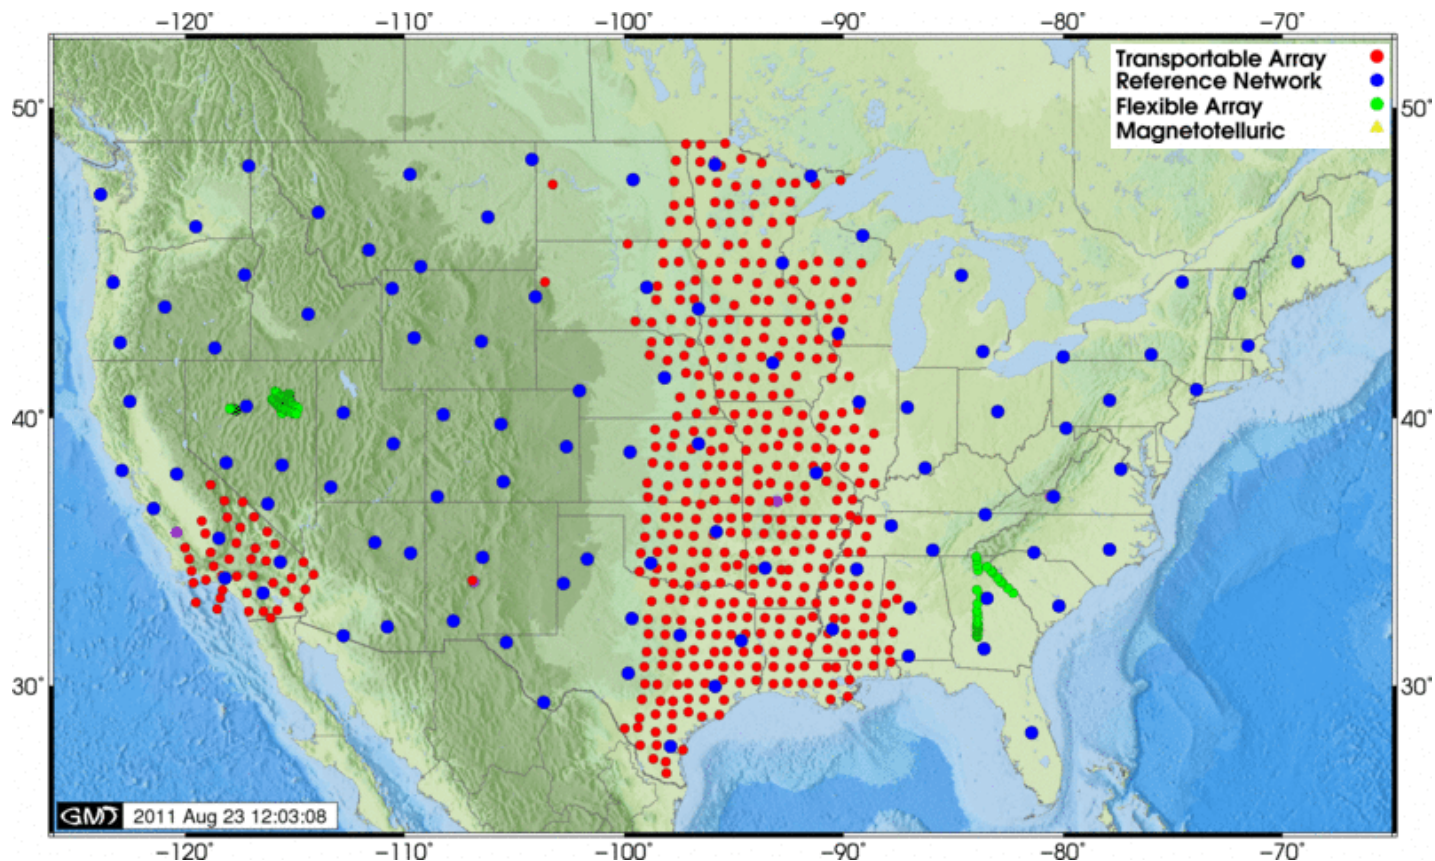 −120° −110° −100° −90° −80° −70°
Transportable Array
Reference Network
Flexible Array
Magnetotelluric
50° 50°
40° 40°
30° 30°
GMT 2011 Aug 23 12:03:08
−120° −110° −100° −90° −80° −70°